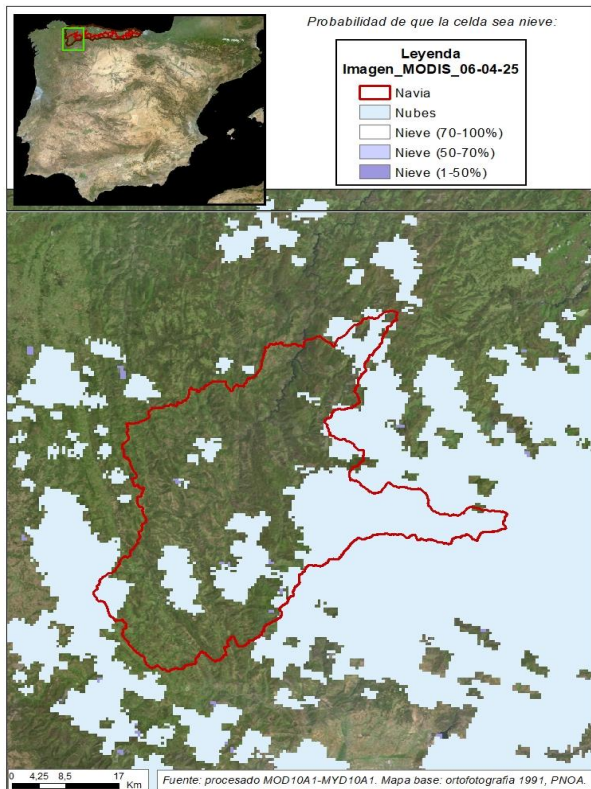 Probabilidad de que la celda sea nieve:
Leyenda
Imagen_MODIS_06-04-25
Navia
Nubes
Nieve (70-100%)
Nieve (50-70%)
Nieve (1-50%)
0 4,25 8,5 17
Km
Fuente: procesado MOD10A1-MYD10A1. Mapa base: ortofotografia 1991, PNOA.